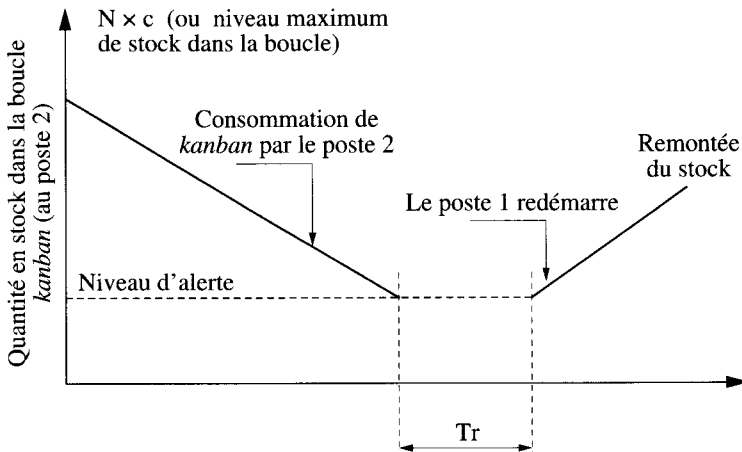 N × c (ou niveau maximum
de stock dans la boucle)
Quantité en stock dans la boucle
kanban (au poste 2)
Consommation de
kanban par le poste 2
Remontée
du stock
Le poste 1 redémarre
Niveau d'alerte
Tr